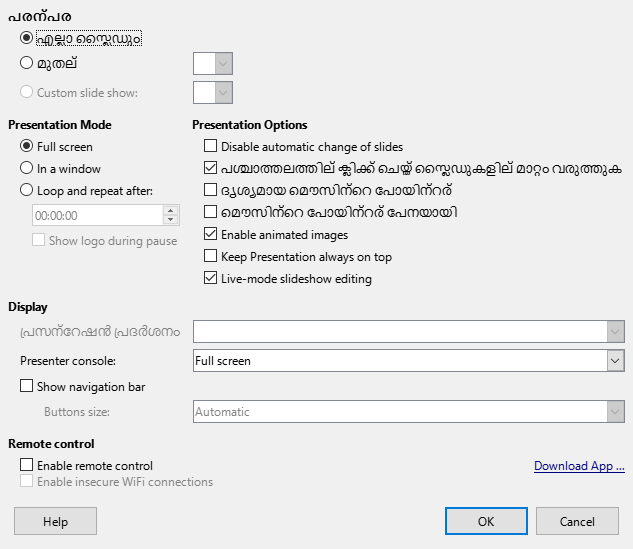 പരന്പര
എല്ലാ സ്ലൈഡും
മുതല്
Custom slide show:
Presentation Mode
Full screen
In a window
Loop and repeat after:
00:00:00
Show logo during pause
Presentation Options
Disable automatic change of slides
പശ്ചാത്തലത്തില് ക്ലിക്ക് ചെയ്ത് സ്ലൈഡുകളില് മാറ്റം വരുത്തുക
ദൃശ്യമായ മൌസിന്റെ പോയിന്റര്
മൌസിന്റെ പോയിന്റര് പേനയായി
Enable animated images
Keep Presentation always on top
Live-mode slideshow editing
Display
പ്രസന്റേഷൻ പ്രദർശനം
Presenter console: Full screen
Show navigation bar
Buttons size: Automatic
Remote control
Enable remote control Download App ...
Enable insecure WiFi connections
Help OK Cancel